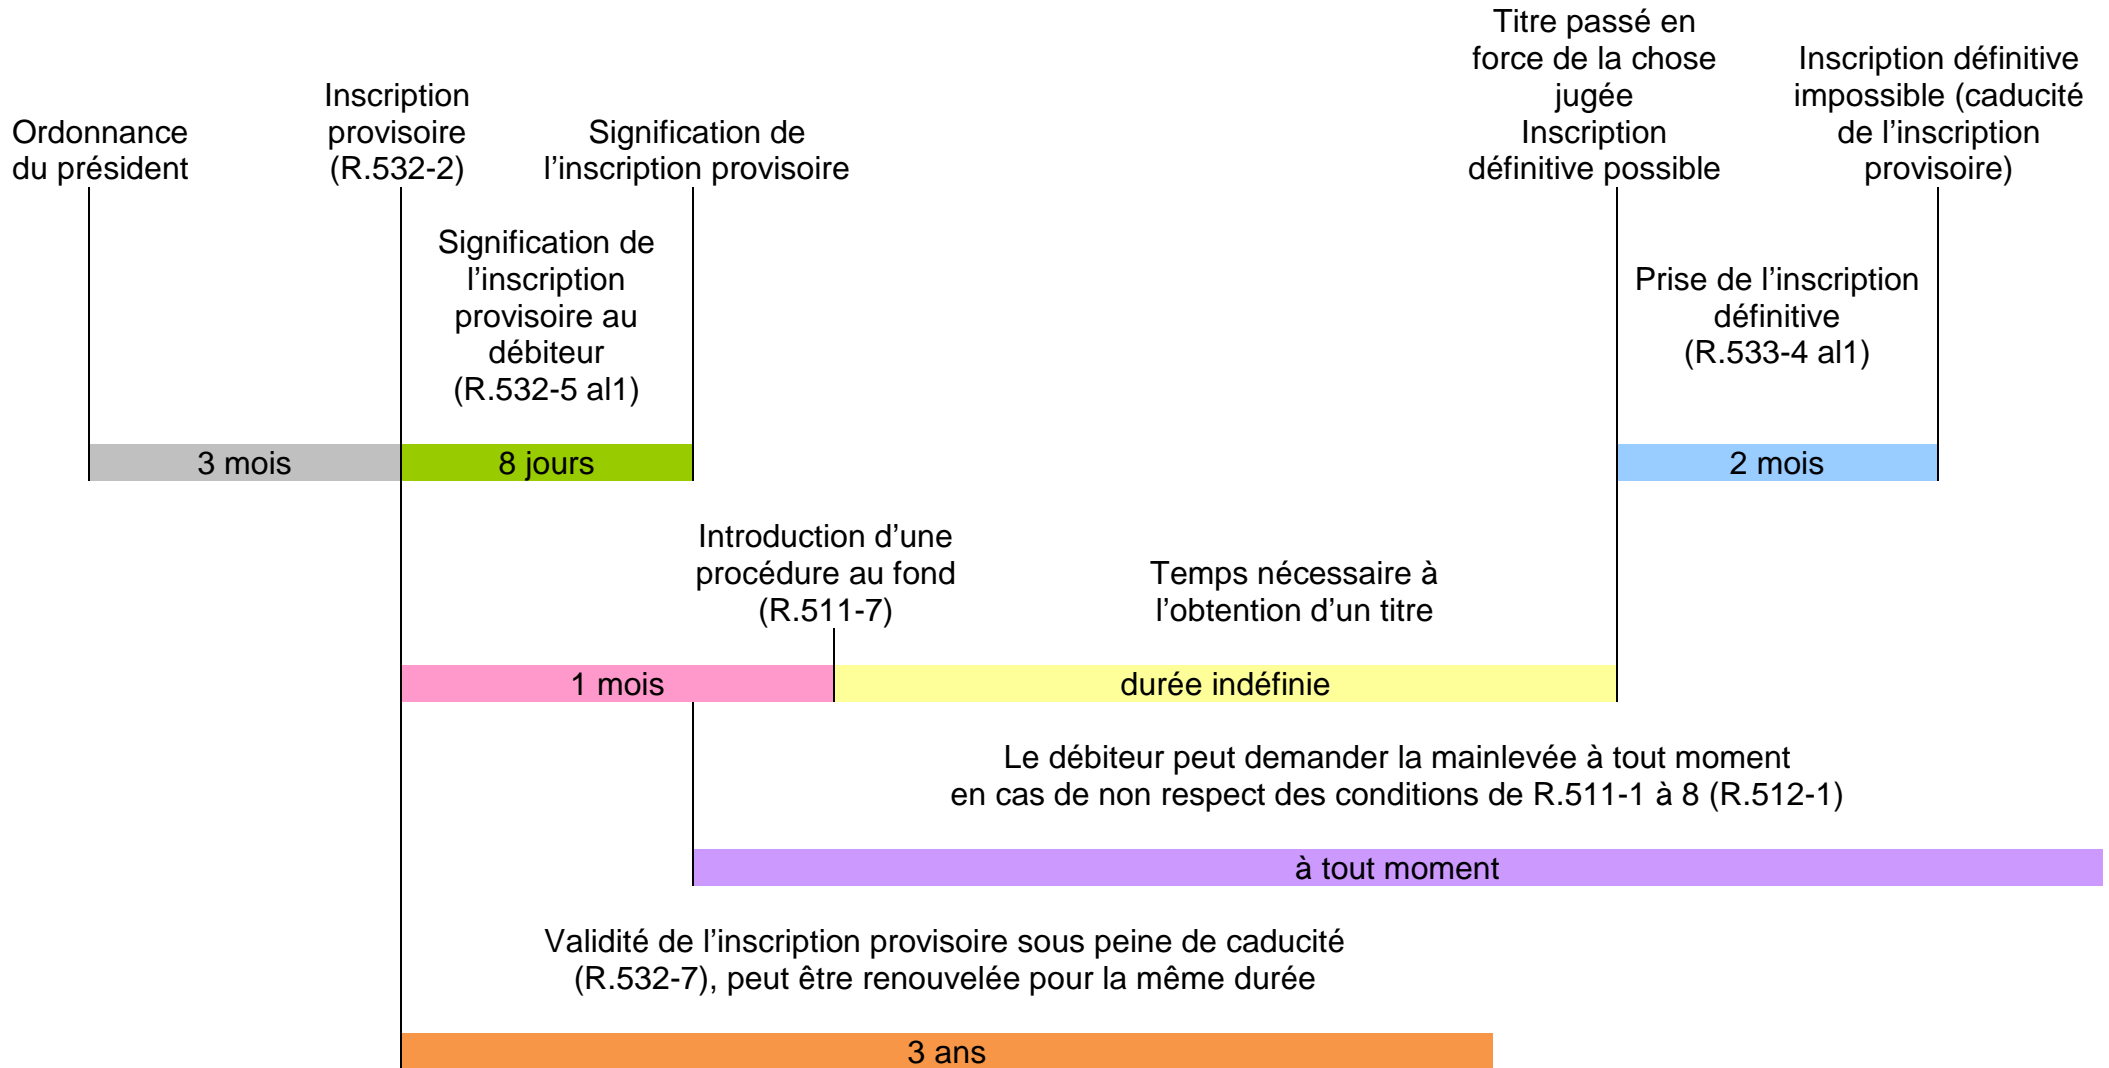 Ordonnance
du président
Inscription
provisoire
(R.532-2)
Signification de
l’inscription provisoire
Titre passé en
force de la chose
jugée
Inscription
définitive possible
Inscription définitive
impossible (caducité
de l’inscription
provisoire)
Signification de
l’inscription
provisoire au
débiteur
(R.532-5 al1)
Prise de l’inscription
définitive
(R.533-4 al1)
3 mois
8 jours
2 mois
Introduction d’une
procédure au fond
(R.511-7)
Temps nécessaire à
l’obtention d’un titre
1 mois
durée indéfinie
Le débiteur peut demander la mainlevée à tout moment
en cas de non respect des conditions de R.511-1 à 8 (R.512-1)
à tout moment
Validité de l’inscription provisoire sous peine de caducité
(R.532-7), peut être renouvelée pour la même durée
3 ans